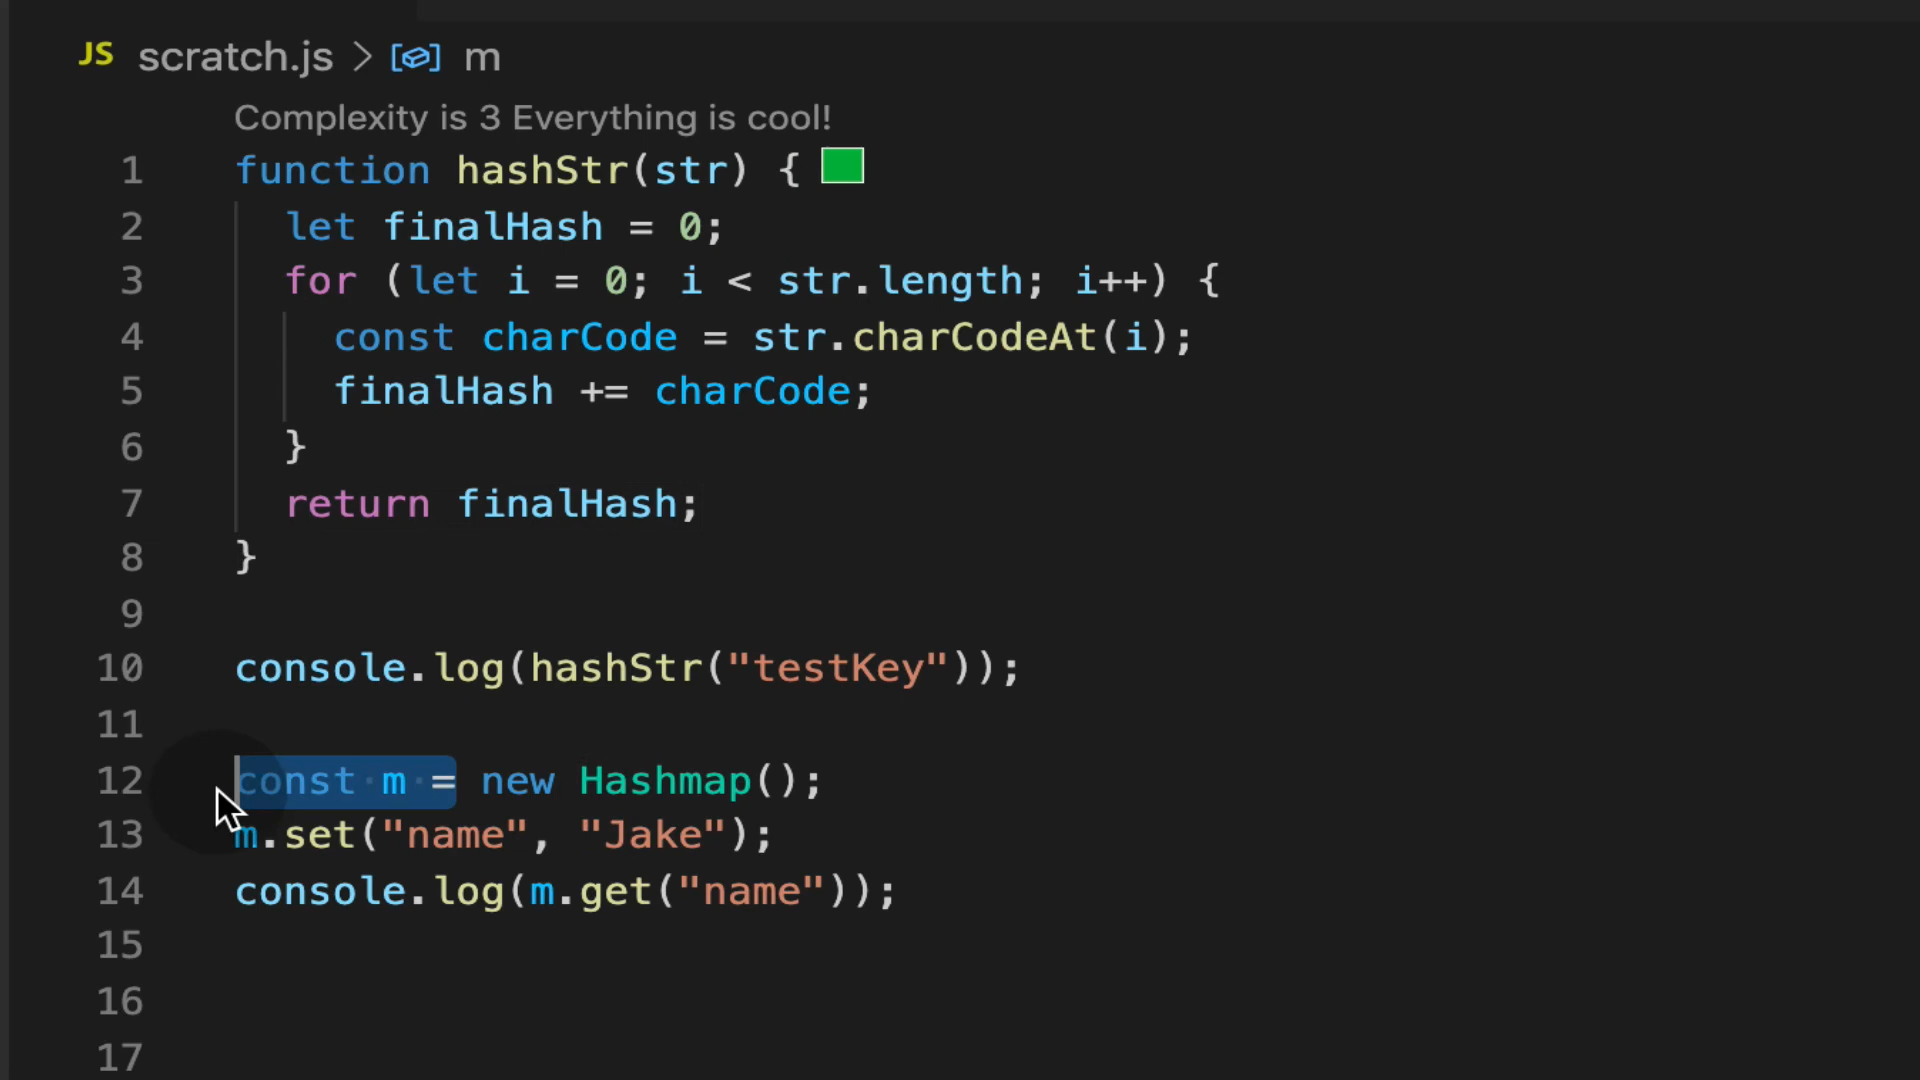 JS scratch.js > m
Complexity is 3 Everything is cool!
1 function hashStr(str) {
2 let finalHash = 0;
3 for (let i = 0; i < str.length; i++) {
4 const charCode = str.charCodeAt(i);
5 finalHash += charCode;
6 }
7 return finalHash;
8 }
9
10 console.log(hashStr("testKey"));
11
12 const m = new Hashmap();
13 m.set("name", "Jake");
14 console.log(m.get("name"));
15
16
17